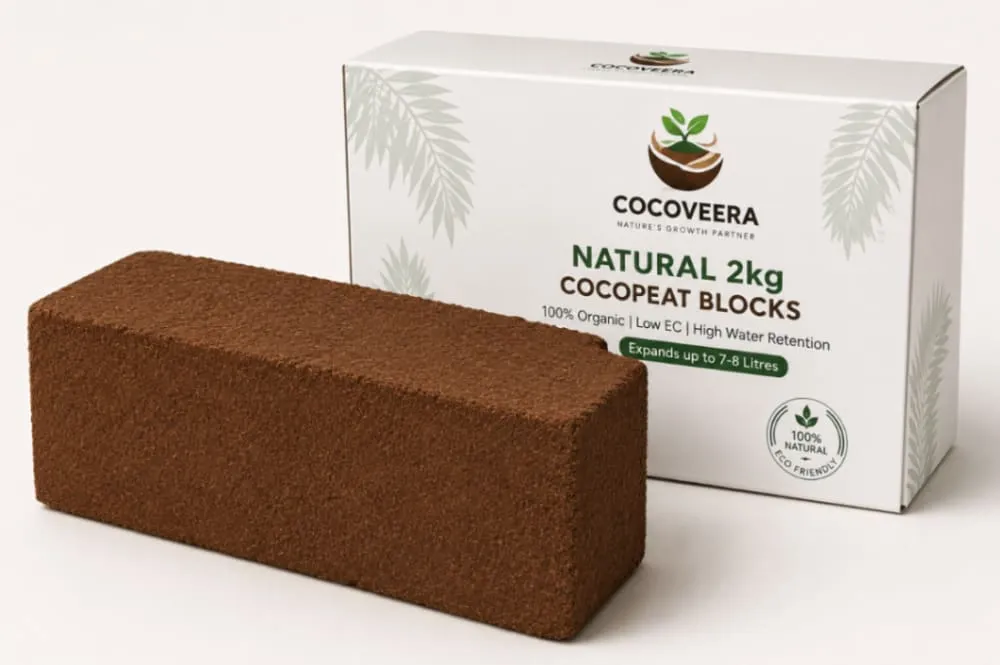 COCOVEERA
COCOVEERA
NATURE'S GROWTH PARTNER
NATURAL 2kg
COCOPEAT BLOCKS
100% Organic | Low EC | High Water Retention
Expands up to 7-8 Litres
100%
NATURAL
ECO FRIENDLY